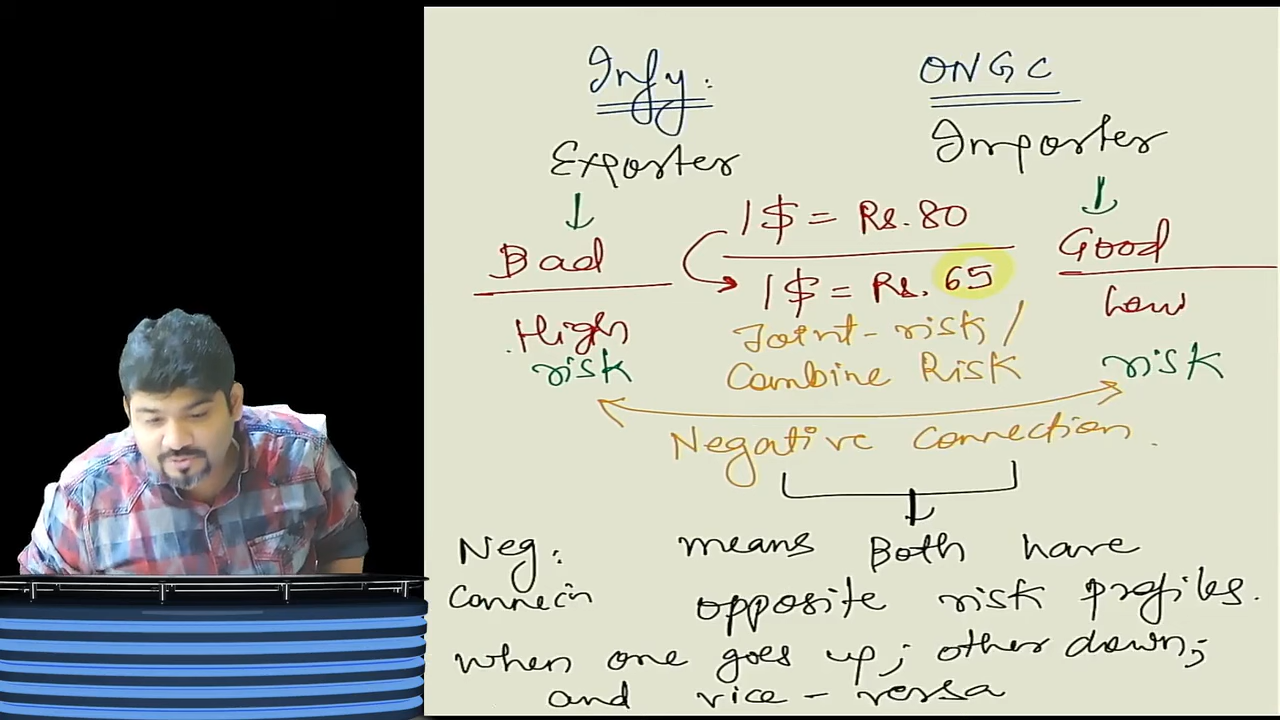 Infy:
ONGC
Exporter
Importer
1$ = Rs. 80
Bad
Good
1$ = Rs. 65
High
Low
risk
Joint-risk/
Combine Risk
risk
Negative Connection.
Neg: means Both have
Connecn opposite risk profiles.
when one goes up; other down;
and vice-versa